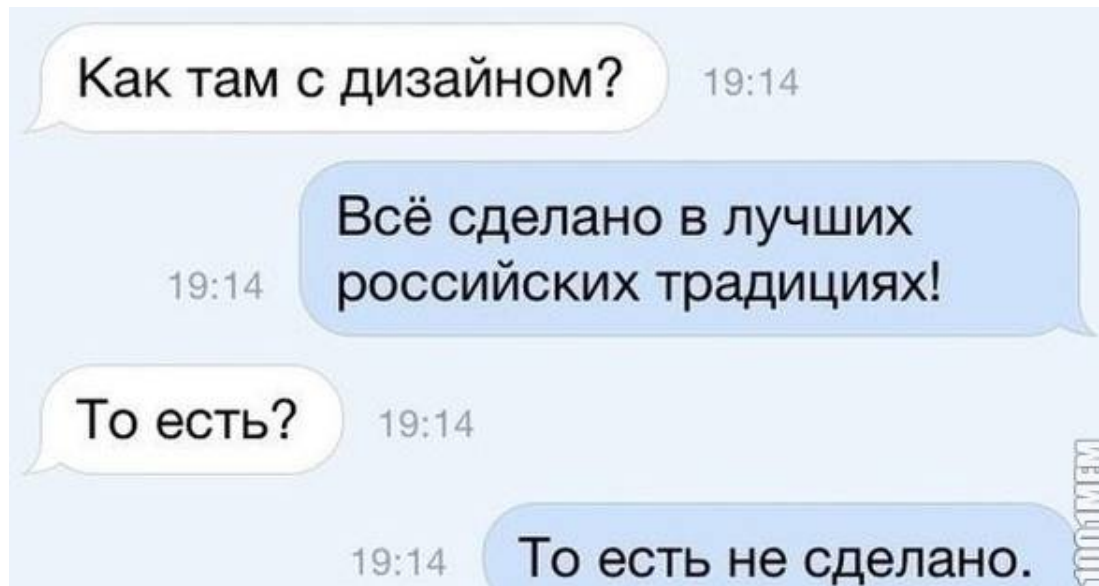 Как там с дизайном? 19:14
Всё сделано в лучших
19:14 российских традициях!
То есть? 19:14
19:14 То есть не сделано.
1001MEM